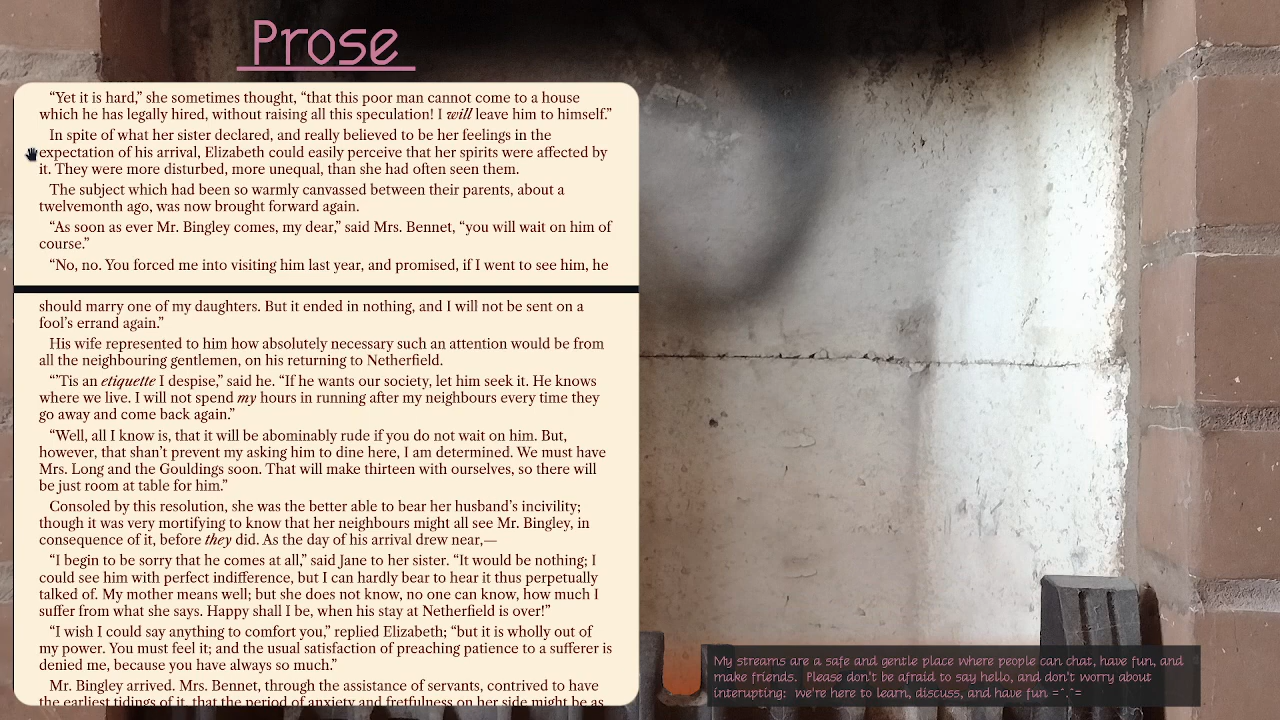 Prose
“Yet it is hard,” she sometimes thought, “that this poor man cannot come to a house
which he has legally hired, without raising all this speculation! I will leave him to himself.”
In spite of what her sister declared, and really believed to be her feelings in the
expectation of his arrival, Elizabeth could easily perceive that her spirits were affected by
it. They were more disturbed, more unequal, than she had often seen them.
The subject which had been so warmly canvassed between their parents, about a
twelvemonth ago, was now brought forward again.
“As soon as ever Mr. Bingley comes, my dear,” said Mrs. Bennet, “you will wait on him of
course.”
“No, no. You forced me into visiting him last year, and promised, if I went to see him, he
should marry one of my daughters. But it ended in nothing, and I will not be sent on a
fool’s errand again.”
His wife represented to him how absolutely necessary such an attention would be from
all the neighbouring gentlemen, on his returning to Netherfield.
“’Tis an etiquette I despise,” said he. “If he wants our society, let him seek it. He knows
where we live. I will not spend my hours in running after my neighbours every time they
go away and come back again.”
“Well, all I know is, that it will be abominably rude if you do not wait on him. But,
however, that shan’t prevent my asking him to dine here, I am determined. We must have
Mrs. Long and the Gouldings soon. That will make thirteen with ourselves, so there will
be just room at table for him.”
Consoled by this resolution, she was the better able to bear her husband’s incivility;
though it was very mortifying to know that her neighbours might all see Mr. Bingley, in
consequence of it, before they did. As the day of his arrival drew near,—
“I begin to be sorry that he comes at all,” said Jane to her sister. “It would be nothing; I
could see him with perfect indifference, but I can hardly bear to hear it thus perpetually
talked of. My mother means well; but she does not know, no one can know, how much I
suffer from what she says. Happy shall I be, when his stay at Netherfield is over!”
“I wish I could say anything to comfort you,” replied Elizabeth; “but it is wholly out of
my power. You must feel it; and the usual satisfaction of preaching patience to a sufferer is
denied me, because you have always so much.”
Mr. Bingley arrived. Mrs. Bennet, through the assistance of servants, contrived to have
the earliest tidings of it, that the period of anxiety and fretfulness on her side might be as
My streams are a safe and gentle place where people can chat, have fun, and
make friends. Please don't be afraid to say hello, and don't worry about
interupting: we're here to learn, discuss, and have fun =^.^=